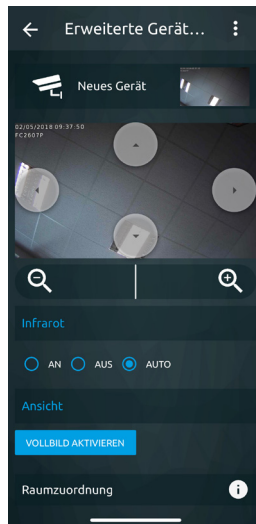 Erweiterte Gerät...
Neues Gerät
02/05/2018 09:37:50
FC2607P
Infrarot
AN AUS AUTO
Ansicht
VOLLBILD AKTIVIEREN
Raumzuordnung